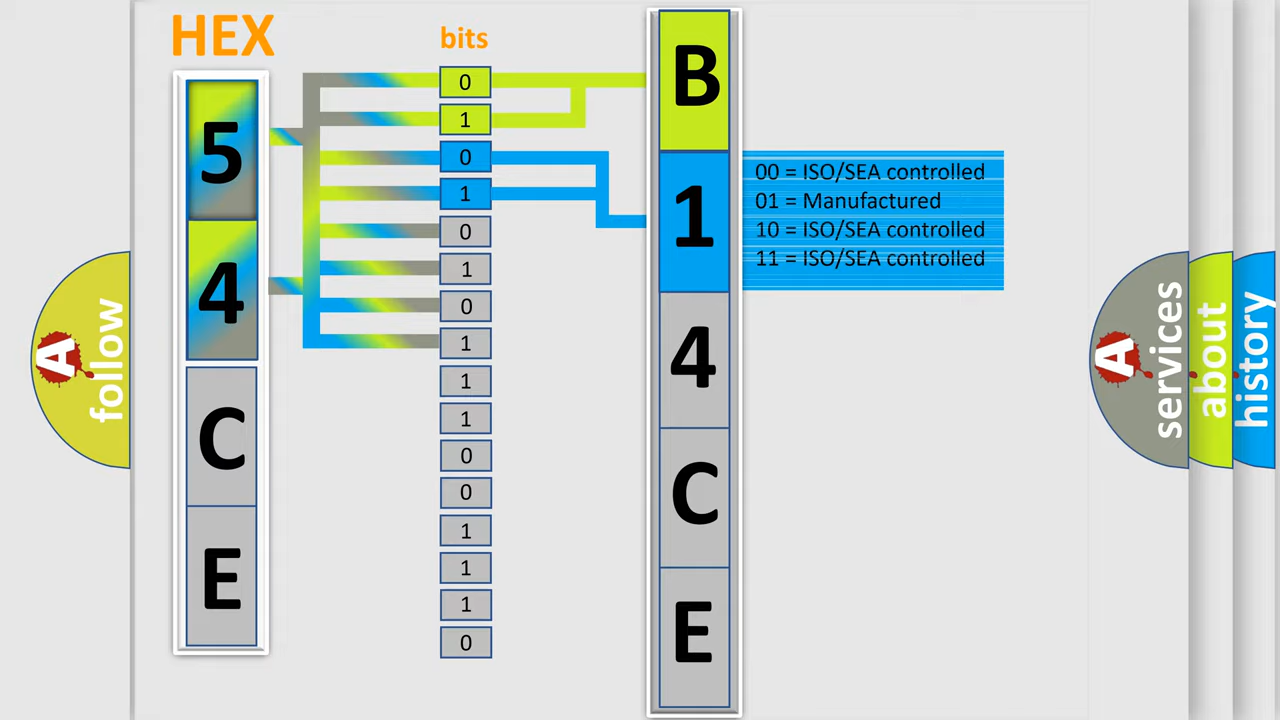 HEX
bits
5
4
C
E
0
1
0
1
0
1
0
1
1
1
0
0
1
1
1
0
B
1
4
C
E
00 = ISO/SEA controlled
01 = Manufactured
10 = ISO/SEA controlled
11 = ISO/SEA controlled
A
follow
A
services
about
history